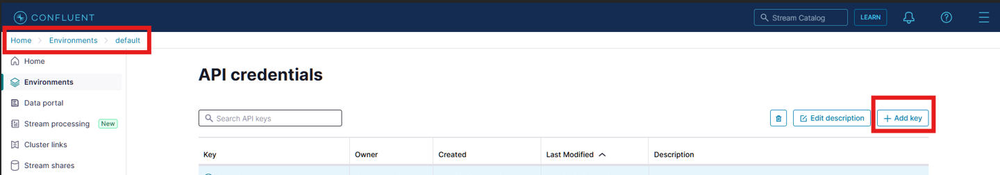 CONFLUENT
Stream Catalog
LEARN
Home > Environments > default
Home
Environments
Data portal
Stream processing New
Cluster links
Stream shares
API credentials
Search API keys
Edit description
+ Add key
Key Owner Created Last Modified Description